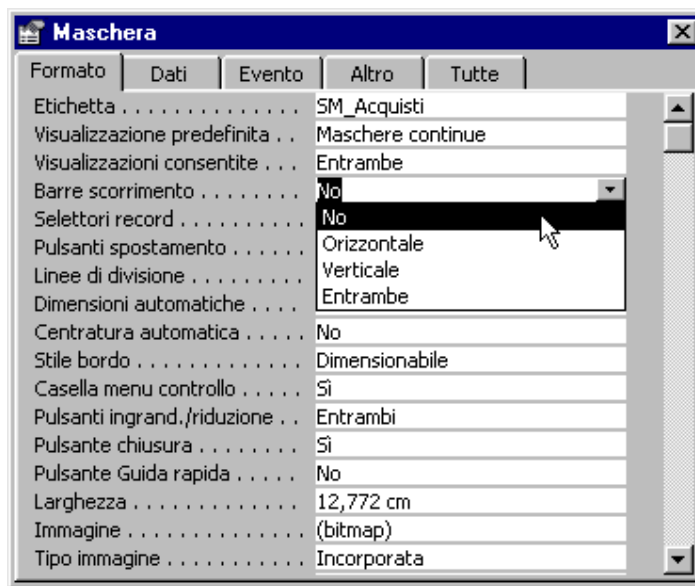 Maschera
Formato Dati Evento Altro Tutte
Etichetta . . . . . . . . . . . . . . SM_Acquisti
Visualizzazione predefinita . . Maschere continue
Visualizzazioni consentite . . . Entrambe
Barre scorrimento . . . . . . . . No
Selettori record . . . . . . . . . . No
Pulsanti spostamento . . . . . . Orizzontale
Linee di divisione . . . . . . . . . Verticale
Dimensioni automatiche . . . . Entrambe
Centratura automatica . . . . . No
Stile bordo . . . . . . . . . . . . . Dimensionabile
Casella menu controllo . . . . . Sì
Pulsanti ingrand./riduzione . . Entrambi
Pulsante chiusura . . . . . . . . Sì
Pulsante Guida rapida . . . . . No
Larghezza . . . . . . . . . . . . . 12,772 cm
Immagine . . . . . . . . . . . . . . (bitmap)
Tipo immagine . . . . . . . . . . . Incorporata